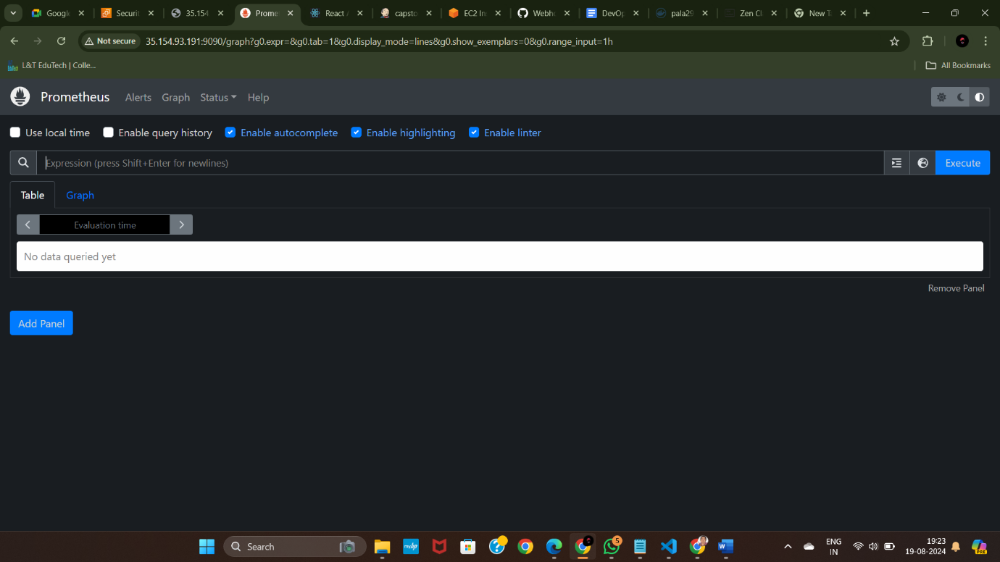 Google
Securit
35.154
Prome
React A
capsto
EC2 In
Webho
DevOp
pala29
Zen Cl
New T
Not secure
35.154.93.191:9090/graph?g0.expr=&g0.tab=1&g0.display_mode=lines&g0.show_exemplars=0&g0.range_input=1h
L&T EduTech | Colle...
All Bookmarks
Prometheus Alerts Graph Status Help
Use local time Enable query history Enable autocomplete Enable highlighting Enable linter
Expression (press Shift+Enter for newlines)
Execute
Table Graph
Evaluation time
No data queried yet
Remove Panel
Add Panel
Search
myhp
5
ENG
IN
19:23
19-08-2024
PRE